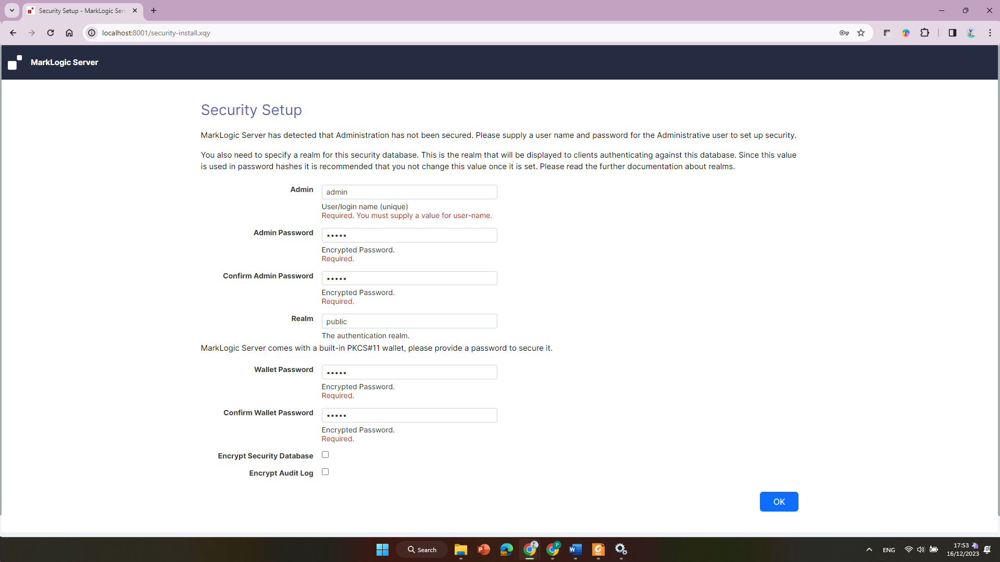 Security Setup - MarkLogic Ser
localhost:8001/security-install.xqy
MarkLogic Server
Security Setup
MarkLogic Server has detected that Administration has not been secured. Please supply a user name and password for the Administrative user to set up security.
You also need to specify a realm for this security database. This is the realm that will be displayed to clients authenticating against this database. Since this value
is used in password hashes it is recommended that you not change this value once it is set. Please read the further documentation about realms.
Admin
admin
User/login name (unique)
Required. You must supply a value for user-name.
Admin Password
•••••
Encrypted Password.
Required.
Confirm Admin Password
•••••
Encrypted Password.
Required.
Realm
public
The authentication realm.
MarkLogic Server comes with a built-in PKCS#11 wallet, please provide a password to secure it.
Wallet Password
•••••
Encrypted Password.
Required.
Confirm Wallet Password
•••••
Encrypted Password.
Required.
Encrypt Security Database
Encrypt Audit Log
OK
Search
ENG
17:53
16/12/2023